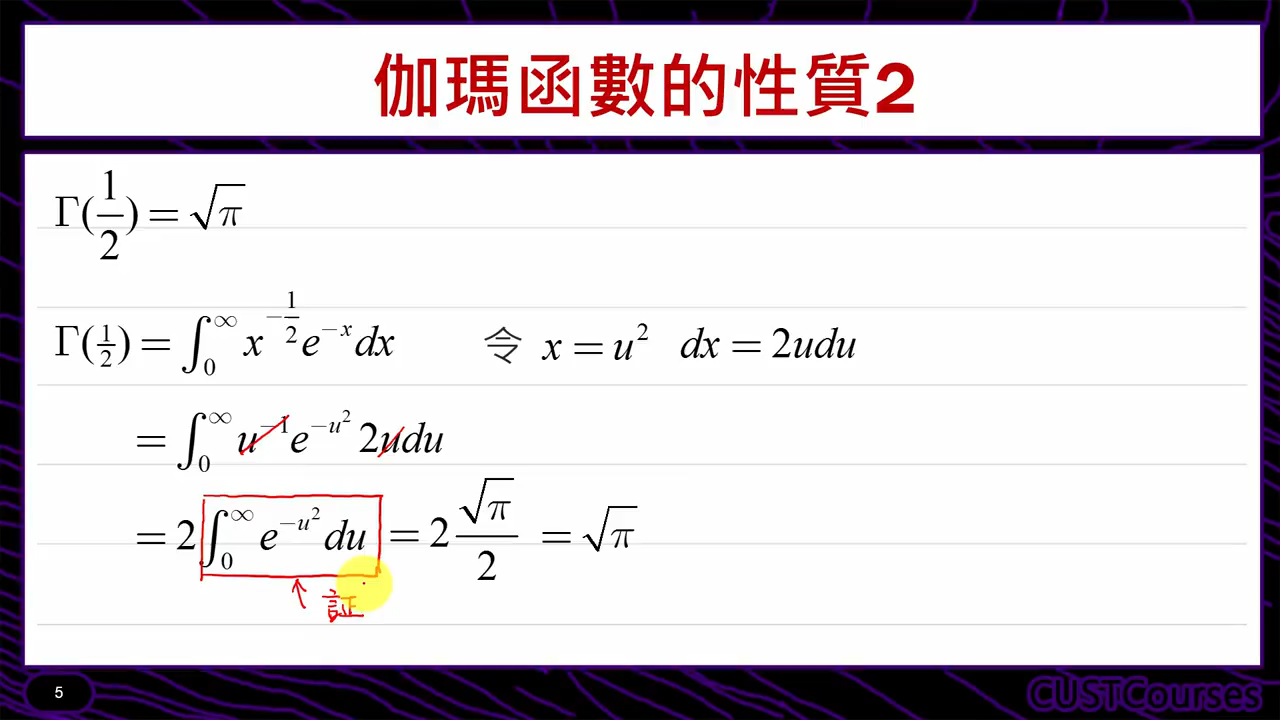 伽瑪函數的性質2
Γ(1/2) = √π
Γ(1/2) = ∫₀^∞ x^(-1/2) e^(-x) dx 令 x = u² dx = 2udu
= ∫₀^∞ u^(-1) e^(-u²) 2udu
= 2 ∫₀^∞ e^(-u²) du = 2 √π/2 = √π
↑ 証
5
CUSTCourses